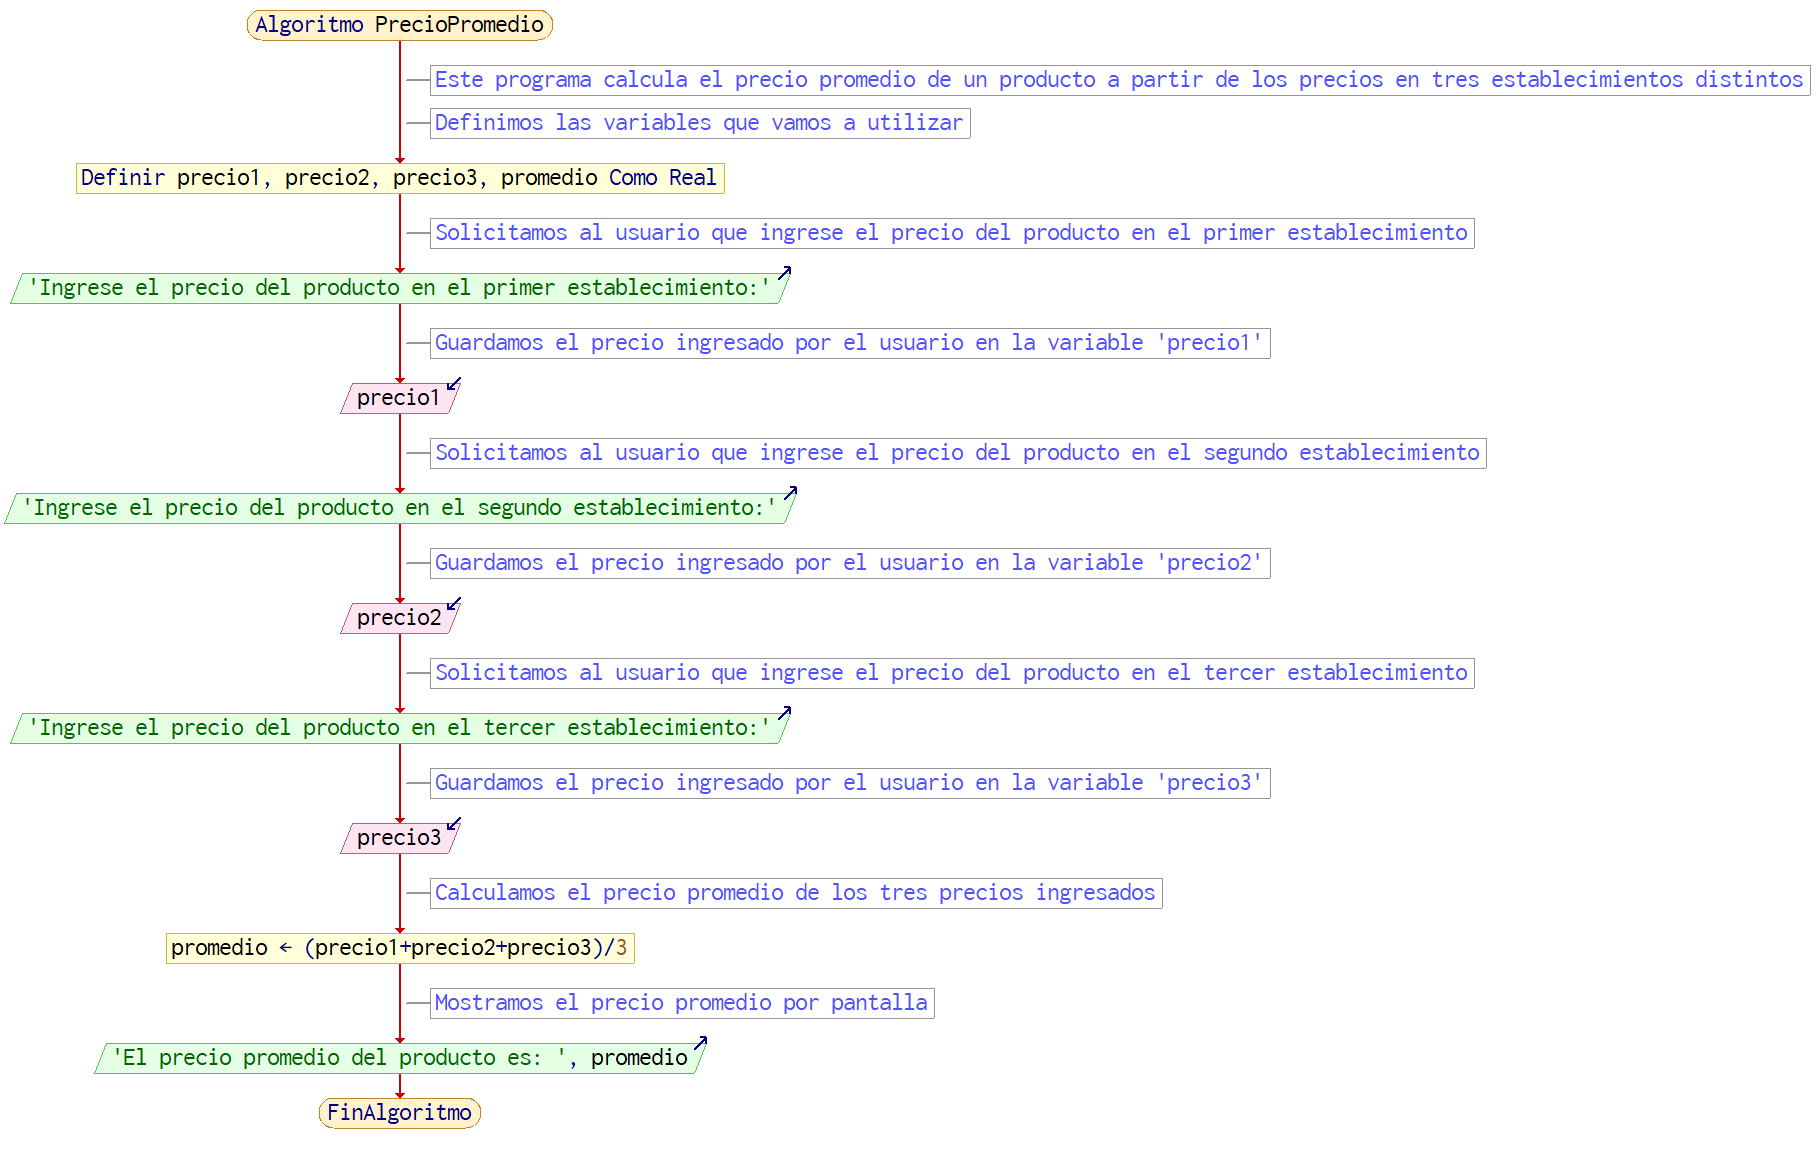 Algoritmo PrecioPromedio
Este programa calcula el precio promedio de un producto a partir de los precios en tres establecimientos distintos
Definimos las variables que vamos a utilizar
Definir precio1, precio2, precio3, promedio Como Real
Solicitamos al usuario que ingrese el precio del producto en el primer establecimiento
'Ingrese el precio del producto en el primer establecimiento:'
Guardamos el precio ingresado por el usuario en la variable 'precio1'
precio1
Solicitamos al usuario que ingrese el precio del producto en el segundo establecimiento
'Ingrese el precio del producto en el segundo establecimiento:'
Guardamos el precio ingresado por el usuario en la variable 'precio2'
precio2
Solicitamos al usuario que ingrese el precio del producto en el tercer establecimiento
'Ingrese el precio del producto en el tercer establecimiento:'
Guardamos el precio ingresado por el usuario en la variable 'precio3'
precio3
Calculamos el precio promedio de los tres precios ingresados
promedio ← (precio1+precio2+precio3)/3
Mostramos el precio promedio por pantalla
'El precio promedio del producto es: ', promedio
FinAlgoritmo